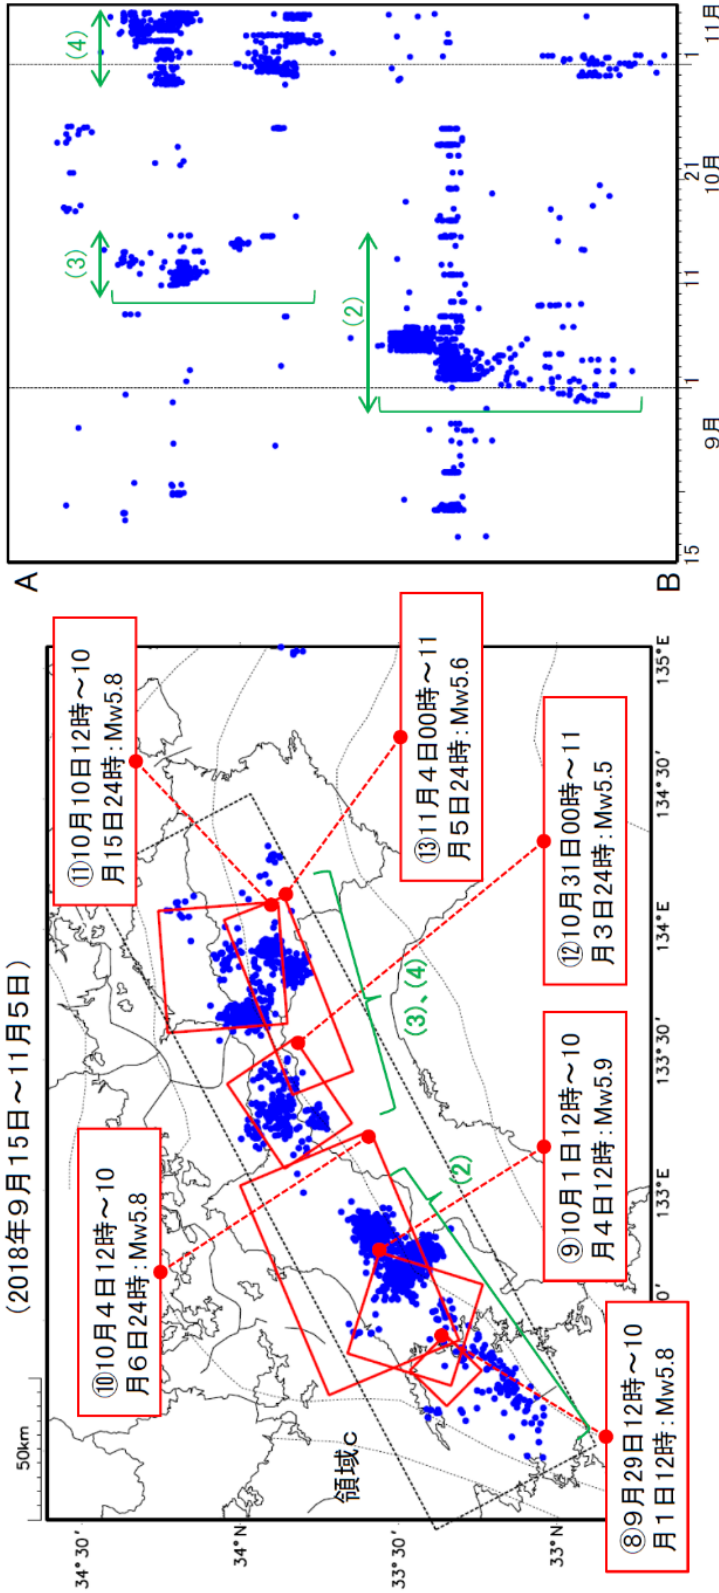 (2018年9月15日~11月5日)
50km
34°30′
34°N
33°30′
33°N
領域C
⑩10月4日12時~10
月6日24時:Mw5.8
⑪10月10日12時~10
月15日24時:Mw5.8
⑬11月4日00時~11
月5日24時:Mw5.6
⑫10月31日00時~11
月3日24時:Mw5.5
⑨10月1日12時~10
月4日12時:Mw5.9
⑧9月29日12時~10
月1日12時:Mw5.8
(2)
(3)、(4)
0′
133°E
133°30′
134°E
134°30′
135°E
A
B
(2)
(3)
(4)
15
1
11
21
1
9月
10月
11月